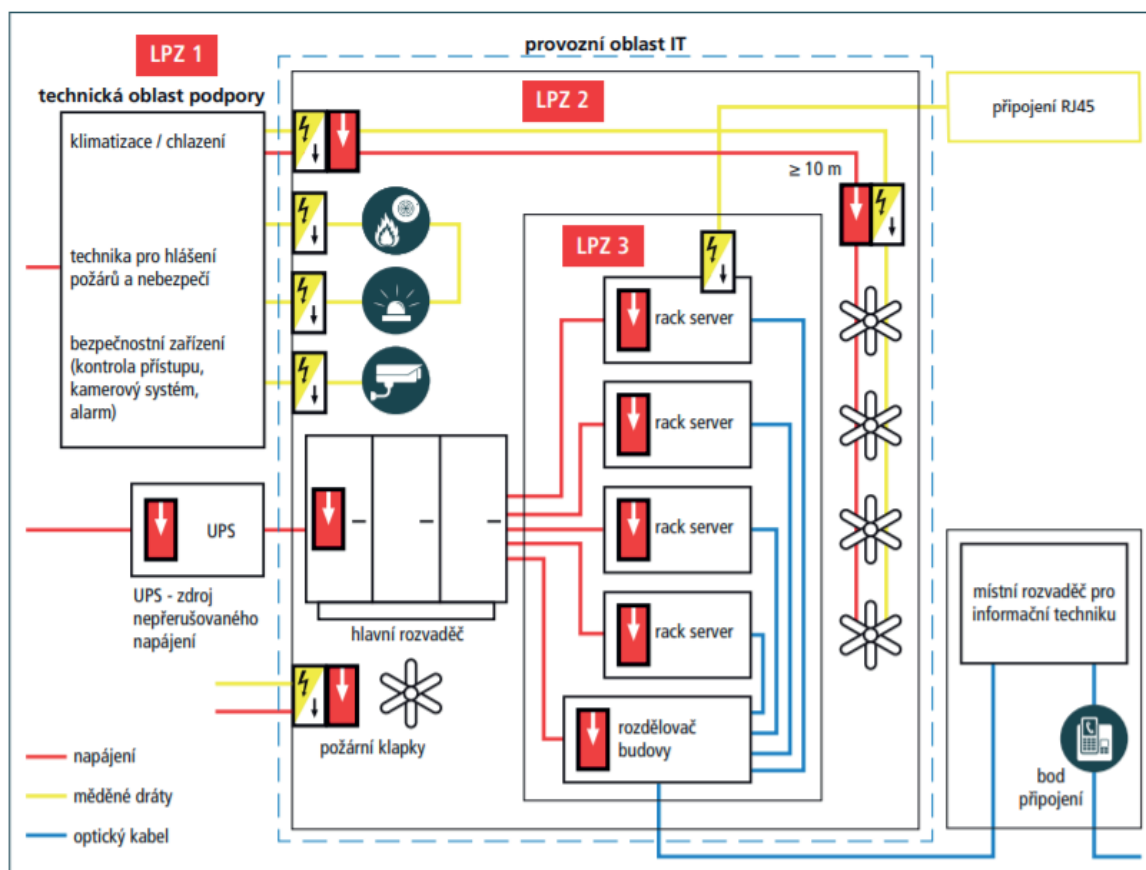 provozní oblast IT
LPZ 1
technická oblast podpory
klimatizace / chlazení
technika pro hlášení
požárů a nebezpečí
bezpečnostní zařízení
(kontrola přístupu,
kamerový systém,
alarm)
LPZ 2
připojení RJ45
≥ 10 m
LPZ 3
rack server
rack server
rack server
rack server
rozdělovač
budovy
UPS
UPS - zdroj
nepřerušovaného
napájení
hlavní rozvaděč
požární klapky
místní rozvaděč pro
informační techniku
bod
připojení
napájení
měděné dráty
optický kabel